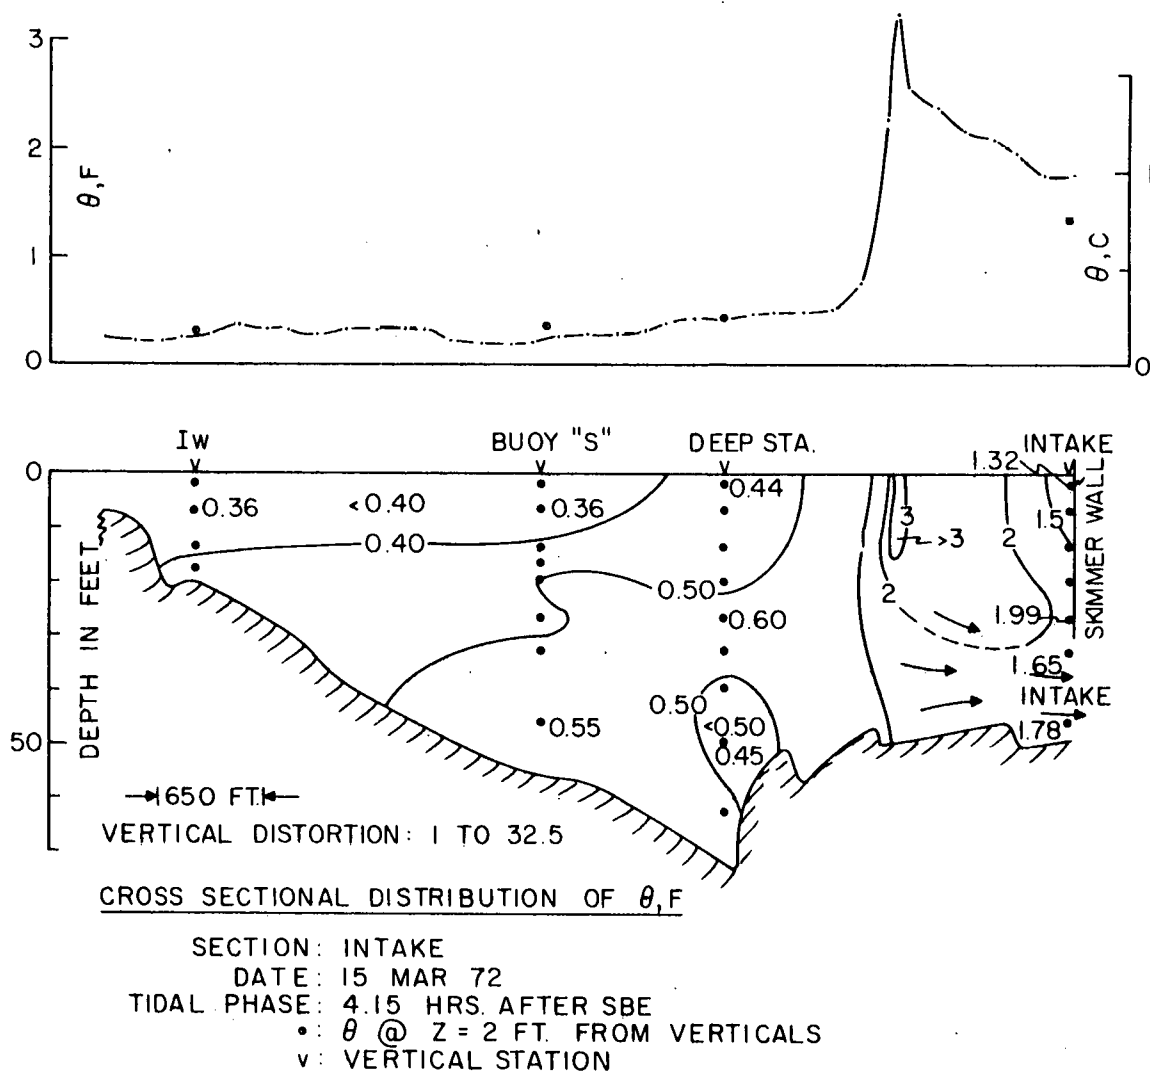 3
2
θ,F
1
0
θ,C
0
Iw
BUOY "S"
DEEP STA.
INTAKE
0
1.32
0.36
<0.40
0.36
0.44
3
1.5
0.40
>3
2
0.50
2
0.60
1.99
SKIMMER WALL
DEPTH IN FEET
1.65
0.50
INTAKE
0.55
<0.50
1.78
50
0.45
1650 FT.
VERTICAL DISTORTION: 1 TO 32.5
CROSS SECTIONAL DISTRIBUTION OF θ,F
SECTION: INTAKE
DATE: 15 MAR 72
TIDAL PHASE: 4.15 HRS. AFTER SBE
•: θ @ Z = 2 FT. FROM VERTICALS
v: VERTICAL STATION